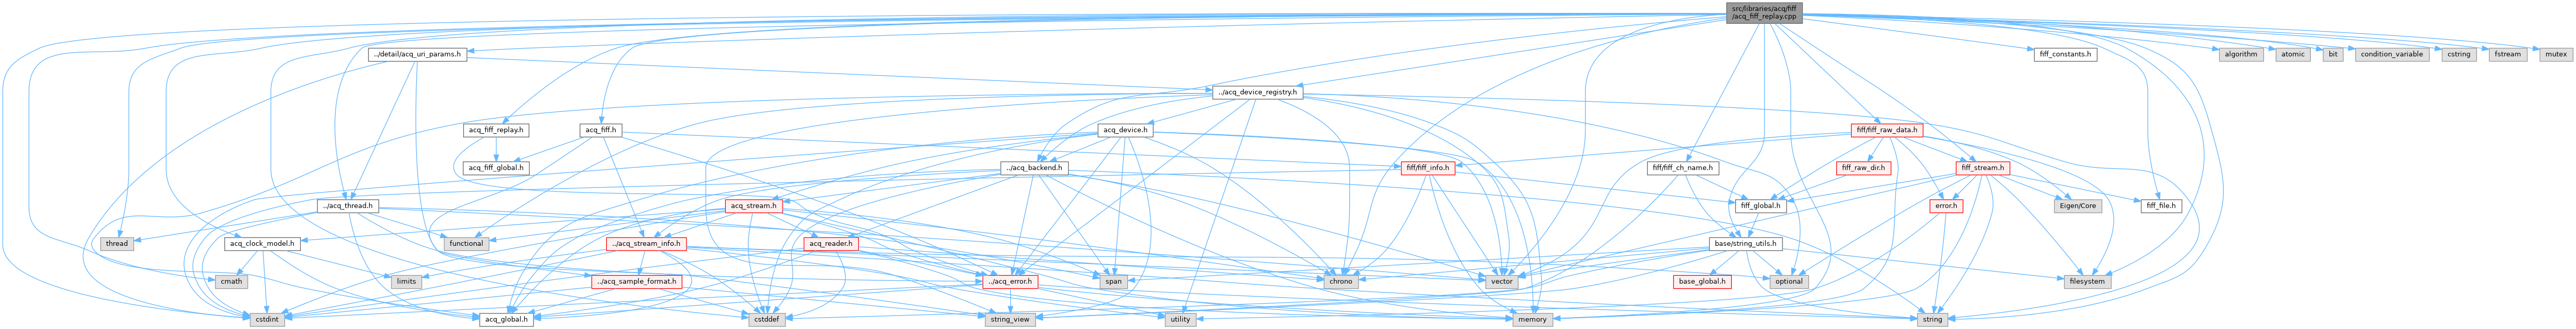 src/libraries/acq/fiff
/acq_fiff_replay.cpp
../detail/acq_uri_params.h
fiff_constants.h
algorithm
atomic
bit
condition_variable
cstring
fstream
mutex
../acq_device_registry.h
acq_fiff_replay.h
acq_fiff.h
acq_device.h
fiff/fiff_raw_data.h
acq_fiff_global.h
../acq_backend.h
fiff/fiff_info.h
fiff/fiff_ch_name.h
fiff_raw_dir.h
fiff_stream.h
../acq_thread.h
acq_stream.h
fiff_global.h
error.h
Eigen/Core
fiff_file.h
thread
acq_clock_model.h
functional
../acq_stream_info.h
acq_reader.h
base/string_utils.h
cmath
limits
../acq_sample_format.h
../acq_error.h
span
chrono
vector
base_global.h
optional
filesystem
cstdint
acq_global.h
cstddef
string_view
utility
memory
string